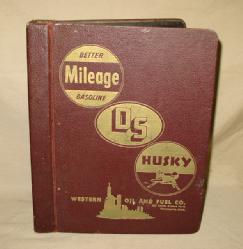 BETTER
Mileage
GASOLINE
DS
HUSKY
WESTERN OIL AND FUEL CO.